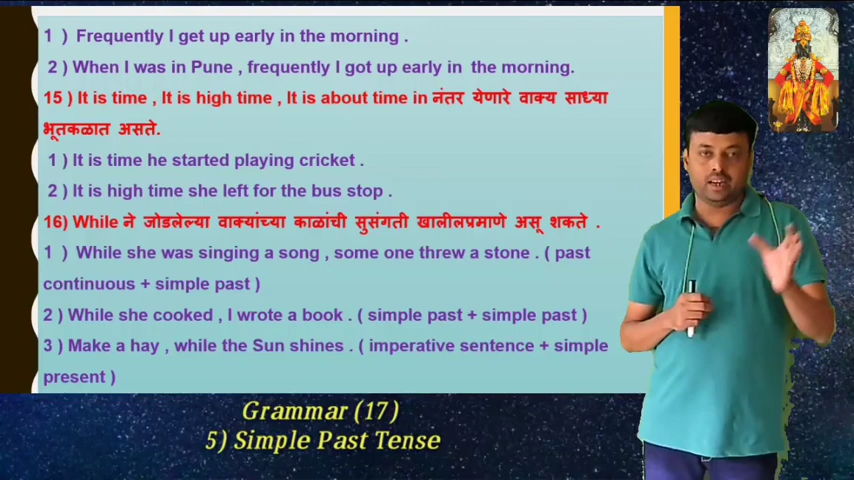 1 ) Frequently I get up early in the morning .
2 ) When I was in Pune , frequently I got up early in the morning.
15 ) It is time , It is high time , It is about time in नंतर येणारे वाक्य साध्या
भूतकळात असते.
1 ) It is time he started playing cricket .
2 ) It is high time she left for the bus stop .
16) While ने जोडलेल्या वाक्यांच्या काळांची सुसंगती खालीलप्रमाणे असू शकते .
1 ) While she was singing a song , some one threw a stone . ( past
continuous + simple past )
2 ) While she cooked , I wrote a book . ( simple past + simple past )
3 ) Make a hay , while the Sun shines . ( imperative sentence + simple
present )
Grammar (17)
5) Simple Past Tense